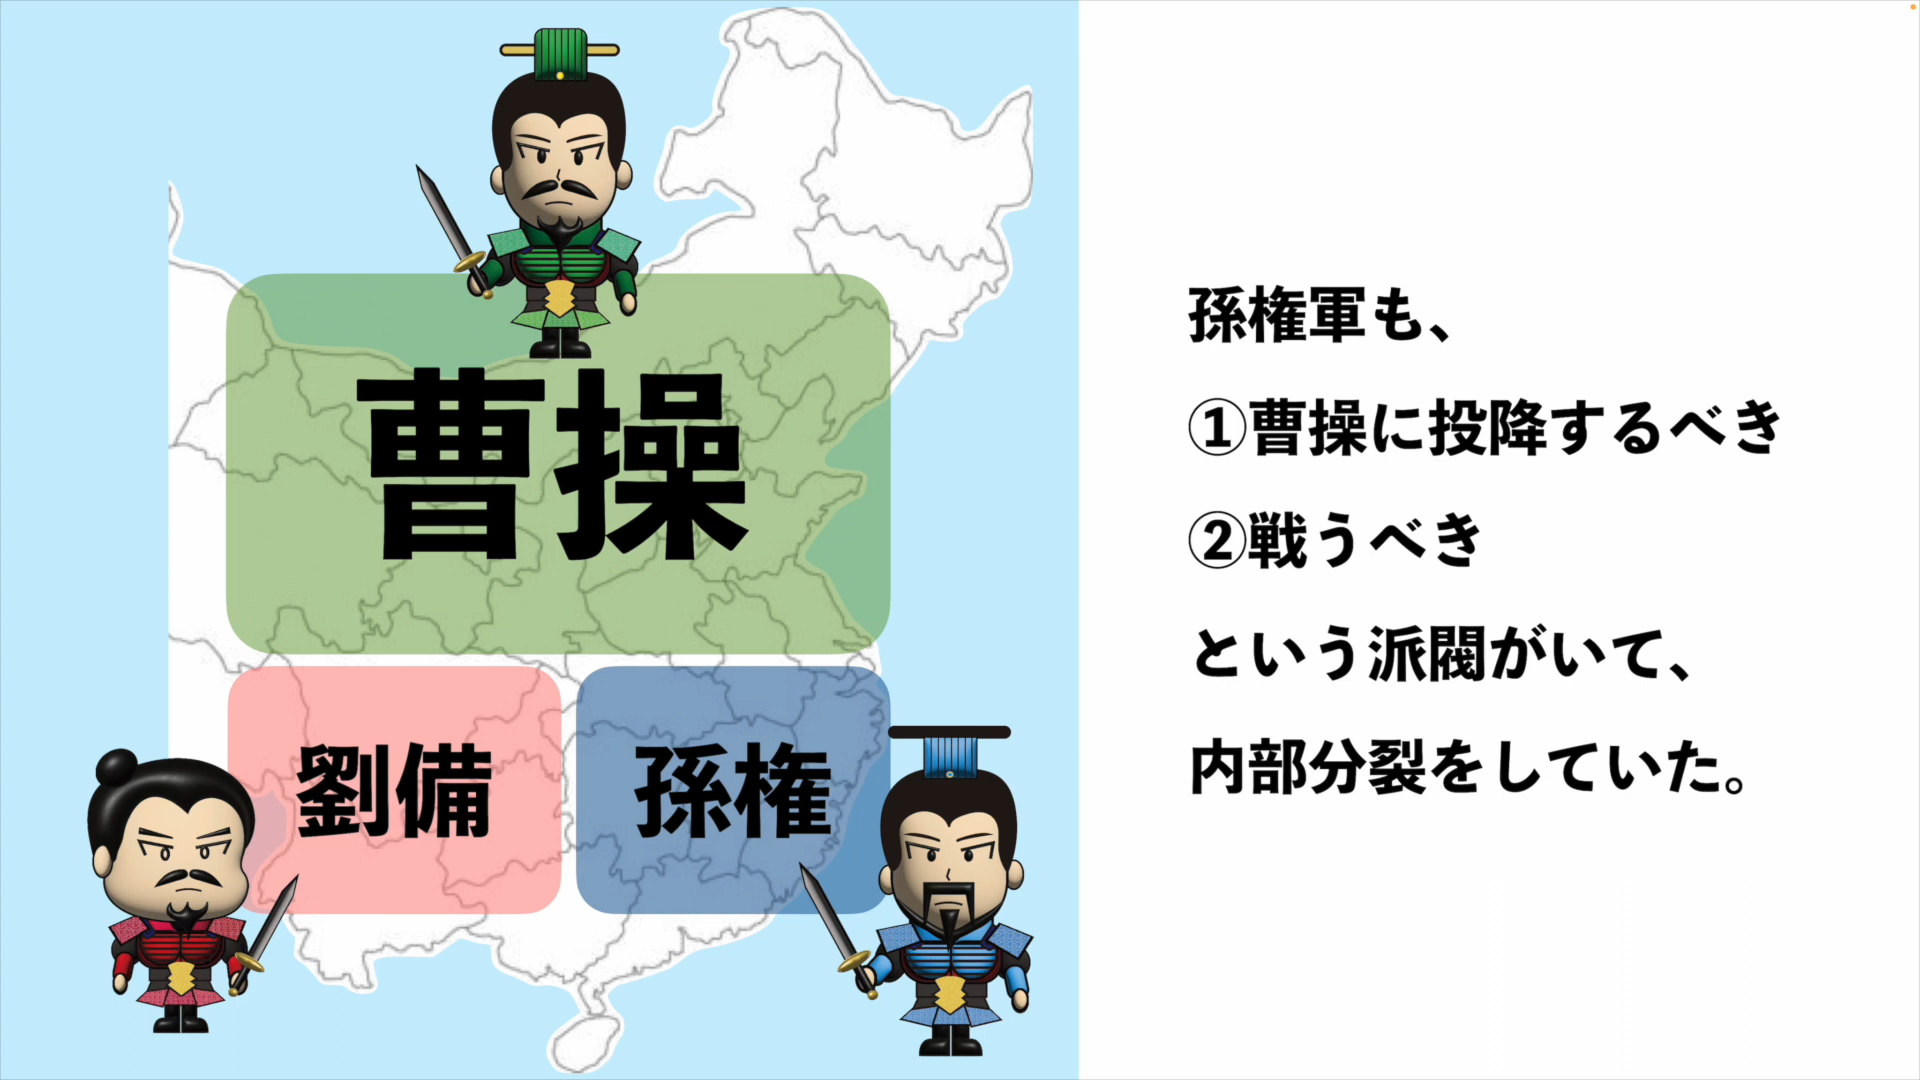 曹操
劉備
孫権
孫権軍も、
①曹操に投降するべき
②戦うべき
という派閥がいて、
内部分裂をしていた。